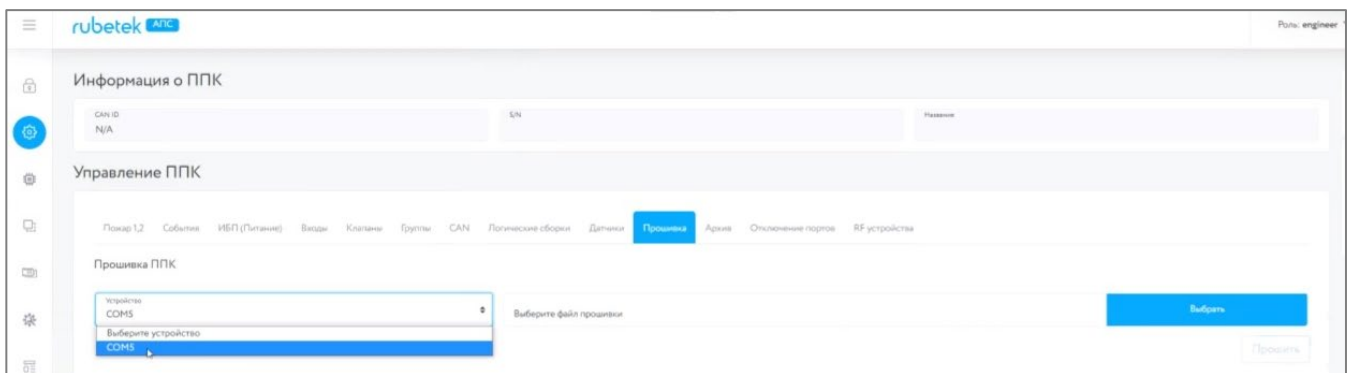 rubetek АПС
Роль: engineer
Информация о ППК
CAN ID
S/N
Название
N/A
Управление ППК
Пожар 1,2 События ИБП (Питание) Входы Клапаны Группы CAN Логические сборки Датчики Прошивка Архив Отключение портов RF устройства
Прошивка ППК
Устройство
COM5
Выберите файл прошивки
Выбрать
Выберите устройство
COM5
Прошить